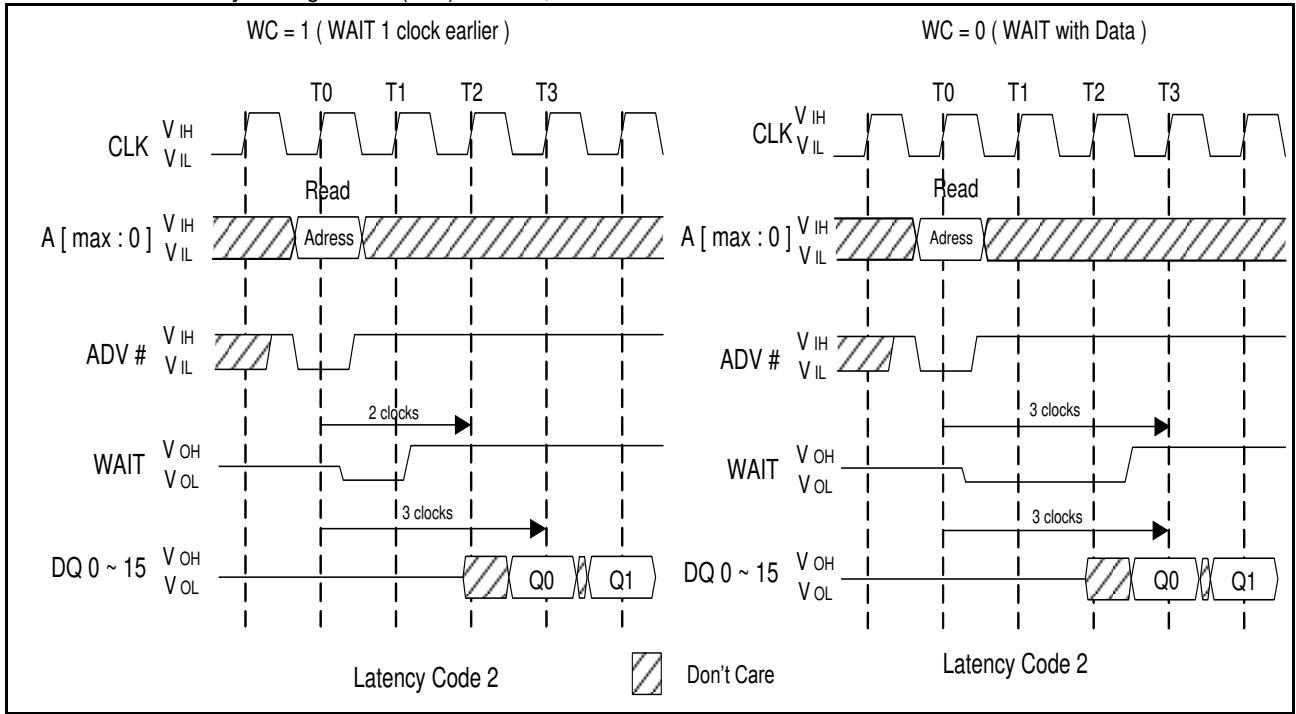 WC = 1 ( WAIT 1 clock earlier )
T0 T1 T2 T3
CLK
V IH
V IL
Read
A [ max : 0 ]
V IH
V IL
Adress
ADV #
V IH
V IL
2 clocks
WAIT
V OH
V OL
3 clocks
DQ 0 ~ 15
V OH
V OL
Q0
Q1
Latency Code 2
WC = 0 ( WAIT with Data )
T0 T1 T2 T3
CLK
V IH
V IL
Read
A [ max : 0 ]
V IH
V IL
Adress
ADV #
V IH
V IL
3 clocks
WAIT
V OH
V OL
3 clocks
DQ 0 ~ 15
V OH
V OL
Q0
Q1
Latency Code 2
Don't Care